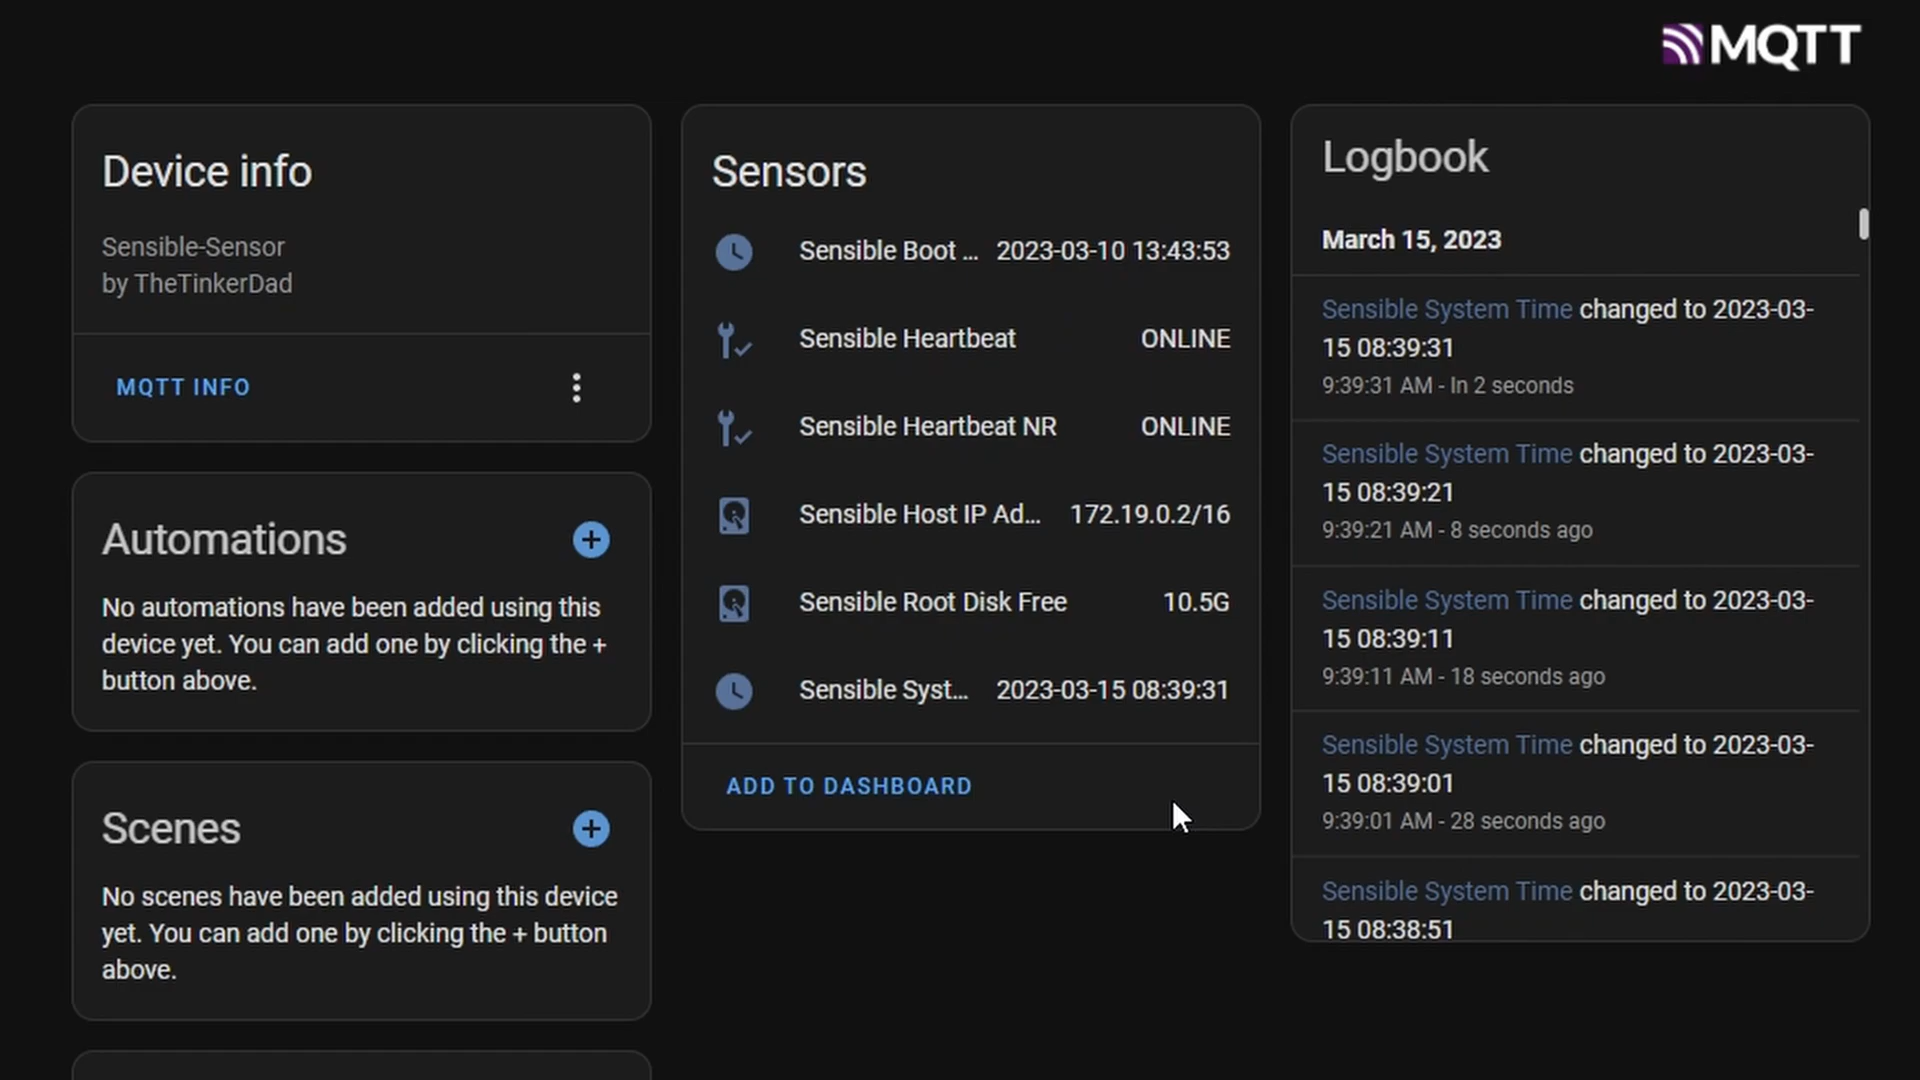 MQTT
Device info
Sensible-Sensor
by TheTinkerDad
MQTT INFO
Automations
No automations have been added using this
device yet. You can add one by clicking the +
button above.
Scenes
No scenes have been added using this device
yet. You can add one by clicking the + button
above.
Sensors
Sensible Boot ... 2023-03-10 13:43:53
Sensible Heartbeat ONLINE
Sensible Heartbeat NR ONLINE
Sensible Host IP Ad... 172.19.0.2/16
Sensible Root Disk Free 10.5G
Sensible Syst... 2023-03-15 08:39:31
ADD TO DASHBOARD
Logbook
March 15, 2023
Sensible System Time changed to 2023-03-
15 08:39:31
9:39:31 AM - In 2 seconds
Sensible System Time changed to 2023-03-
15 08:39:21
9:39:21 AM - 8 seconds ago
Sensible System Time changed to 2023-03-
15 08:39:11
9:39:11 AM - 18 seconds ago
Sensible System Time changed to 2023-03-
15 08:39:01
9:39:01 AM - 28 seconds ago
Sensible System Time changed to 2023-03-
15 08:38:51